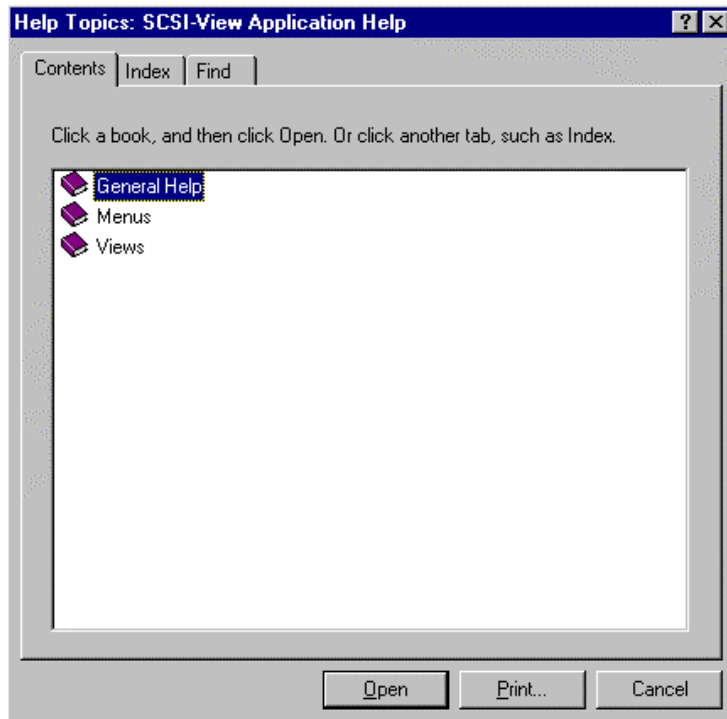 Help Topics: SCSI-View Application Help
Contents Index Find
Click a book, and then click Open. Or click another tab, such as Index.
General Help
Menus
Views
Open Print... Cancel